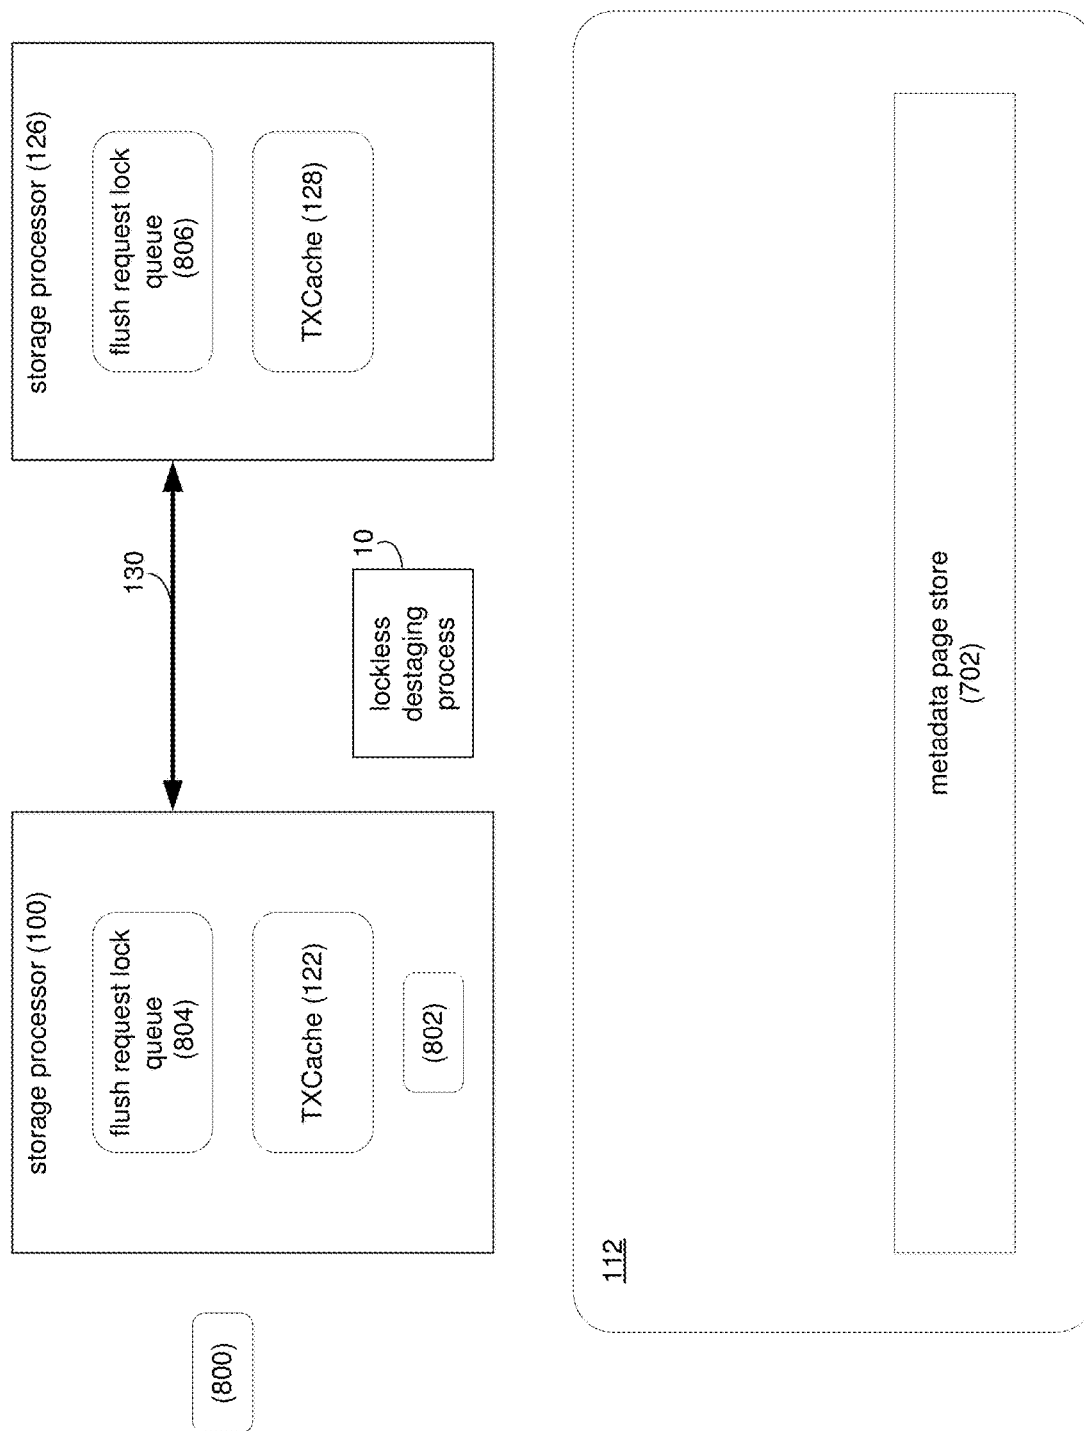 storage processor (100)
flush request lock
queue
(804)
TXCache (122)
(802)
(800)
130
10
lockless
destaging
process
storage processor (126)
flush request lock
queue
(806)
TXCache (128)
112
metadata page store
(702)